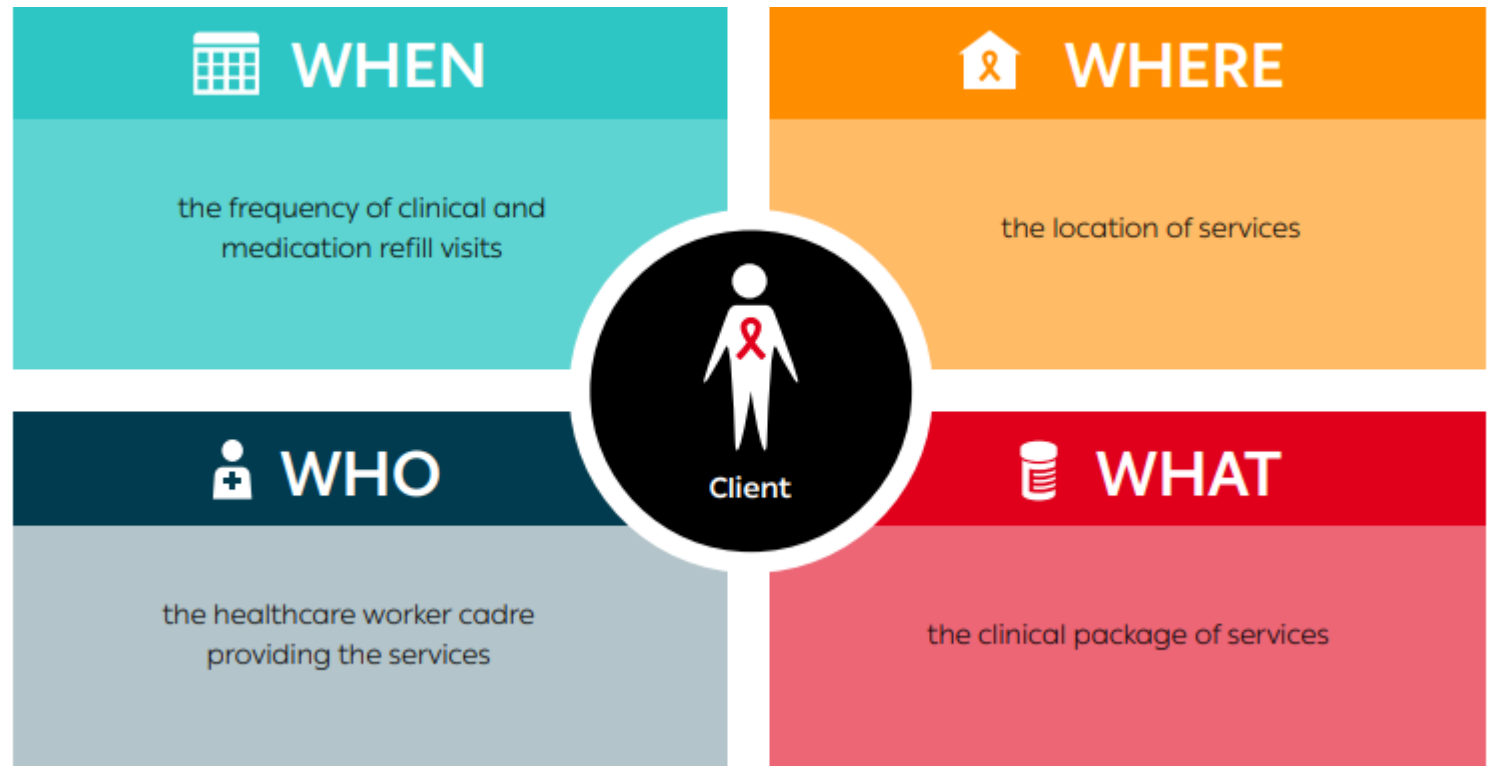 WHEN
the frequency of clinical and
medication refill visits
WHERE
the location of services
Client
WHO
the healthcare worker cadre
providing the services
WHAT
the clinical package of services